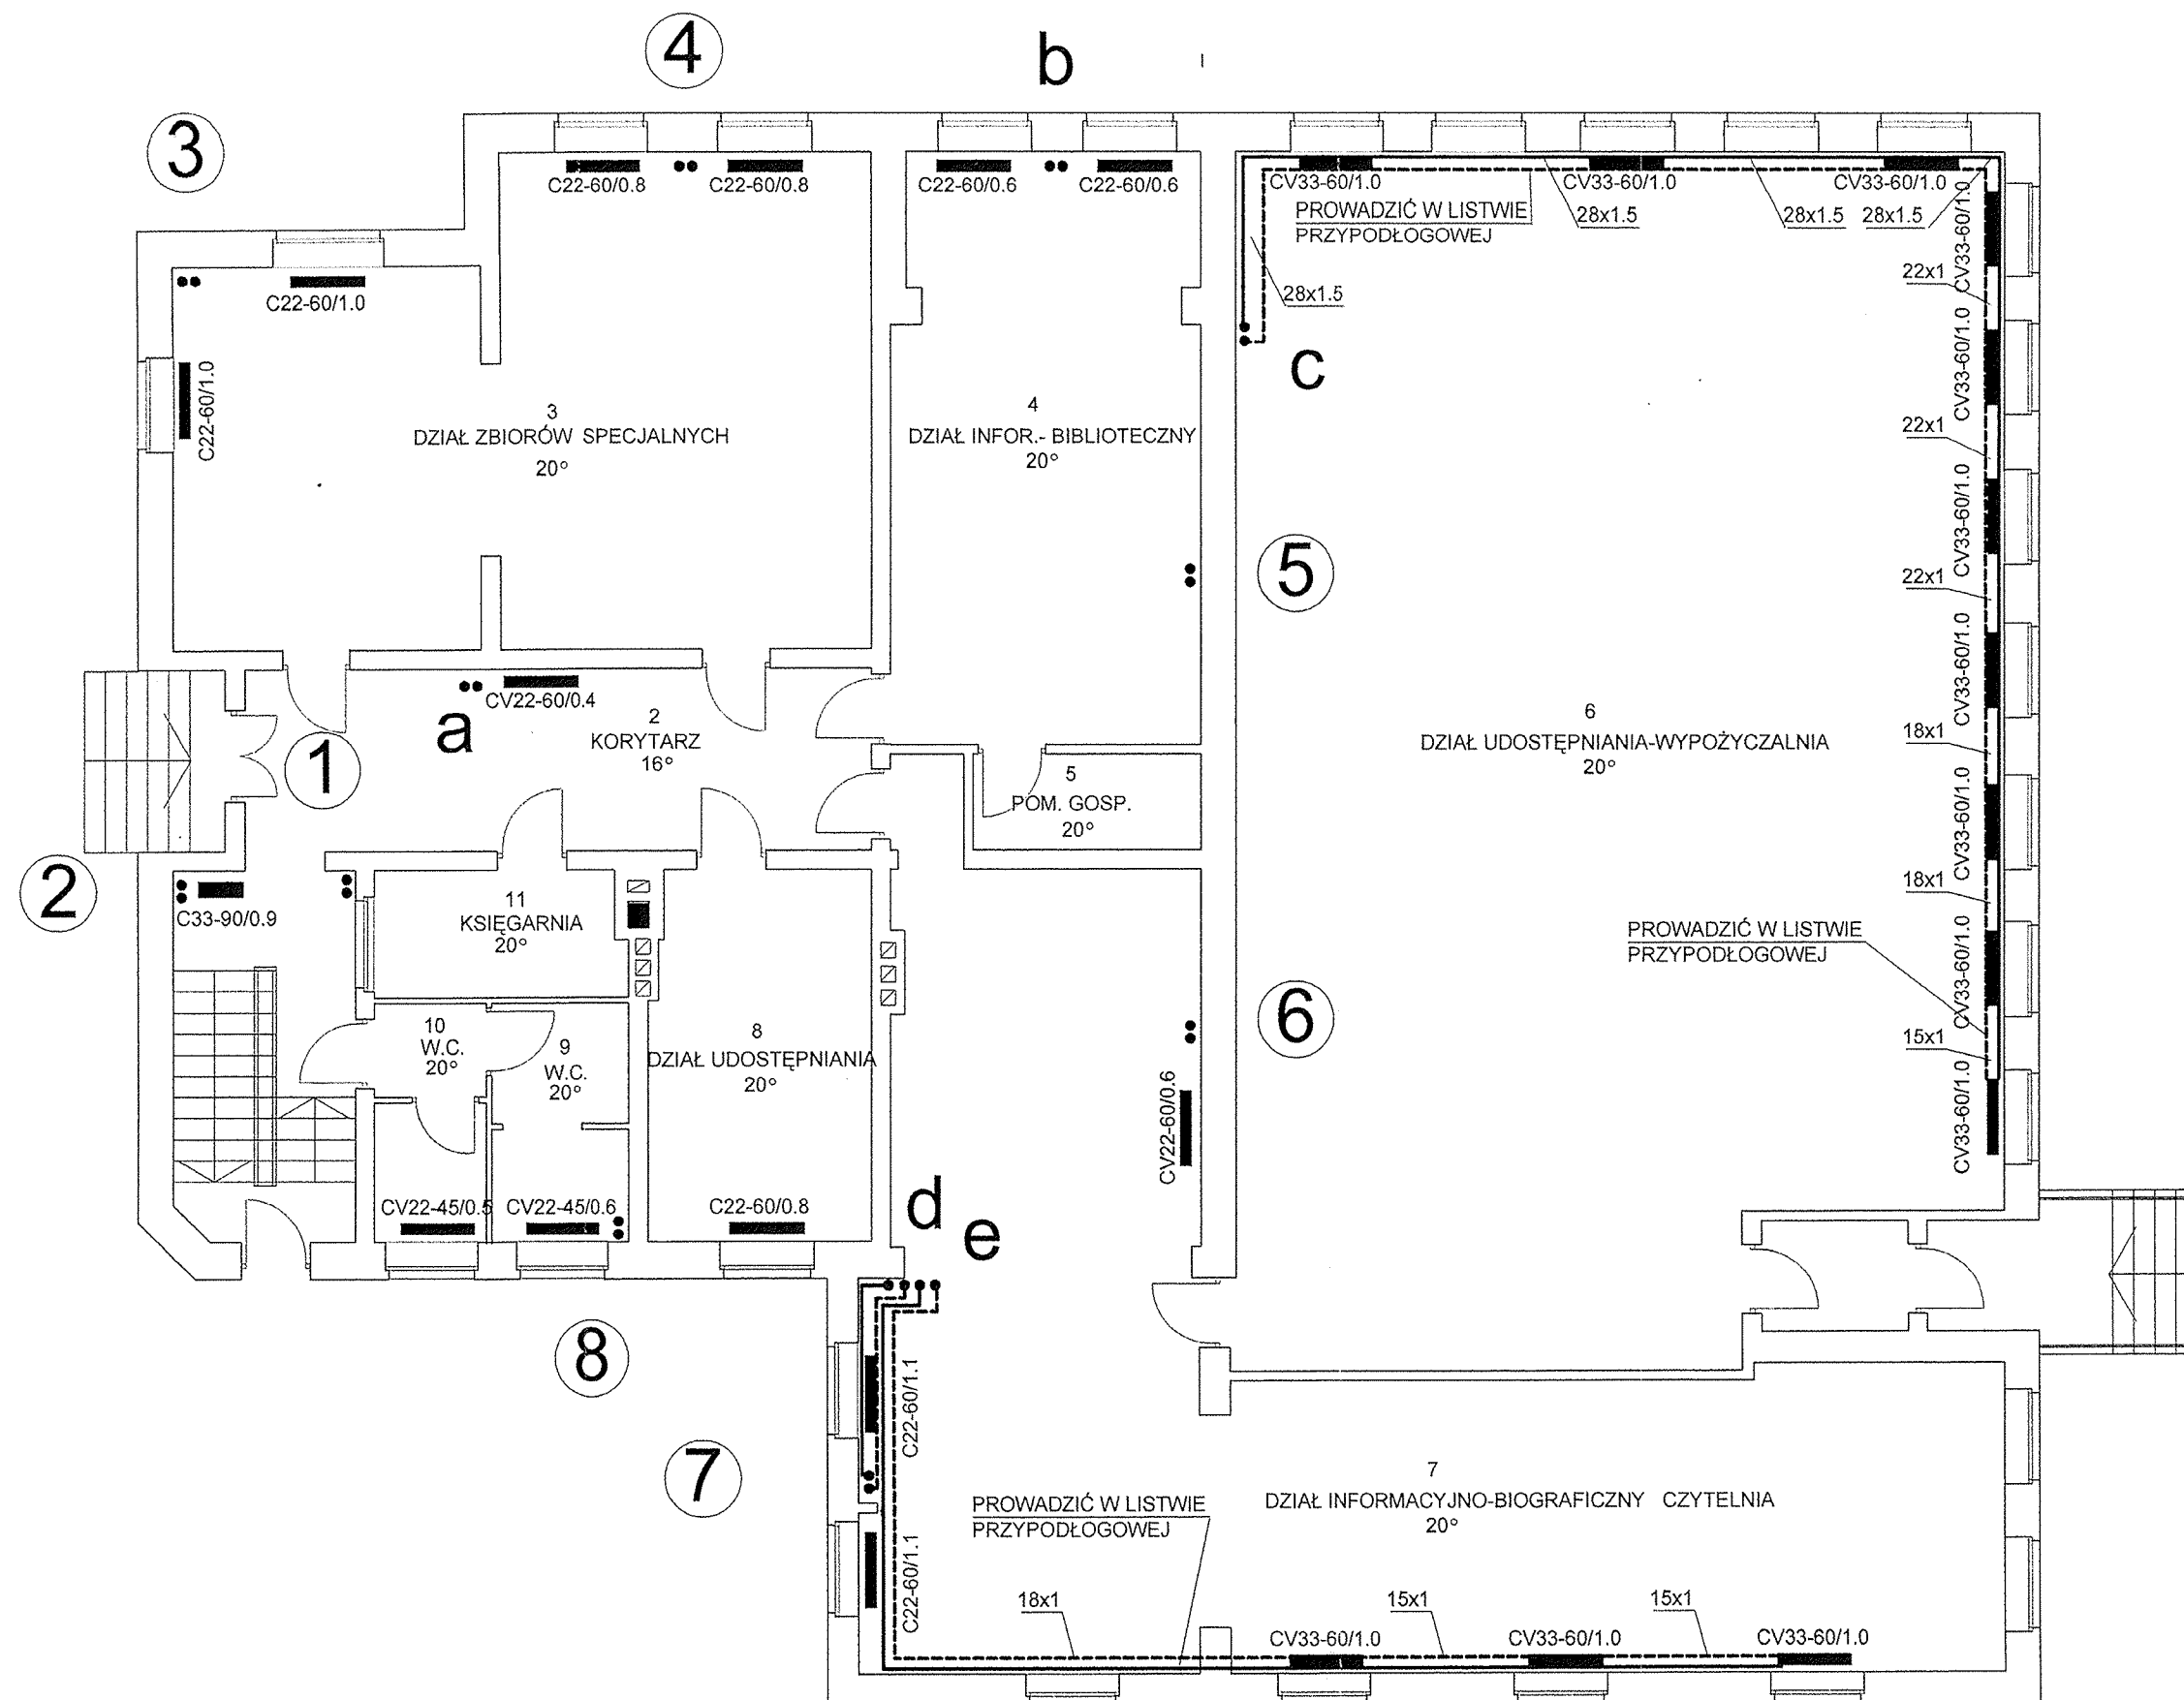 4
b
3
C22-60/0.8
C22-60/0.8
C22-60/0.6
C22-60/0.6
CV33-60/1.0
CV33-60/1.0
CV33-60/1.0
PROWADZIĆ W LISTWIE
PRZYPODŁOGOWEJ
28x1.5
28x1.5
28x1.5
28x1.5
c
C22-60/1.0
C22-60/1.0
CV33-60/1.0
22x1
CV33-60/1.0
22x1
CV33-60/1.0
22x1
CV33-60/1.0
18x1
CV33-60/1.0
18x1
CV33-60/1.0
15x1
CV33-60/1.0
3
DZIAŁ ZBIORÓW SPECJALNYCH
20°
4
DZIAŁ INFOR.- BIBLIOTECZNY
20°
5
6
DZIAŁ UDOSTĘPNIANIA-WYPOŻYCZALNIA
20°
CV22-60/0.4
a
2
KORYTARZ
16°
1
5
POM. GOSP.
20°
2
C33-90/0.9
11
KSIĘGARNIA
20°
PROWADZIĆ W LISTWIE
PRZYPODŁOGOWEJ
6
10
W.C.
20°
9
W.C.
20°
8
DZIAŁ UDOSTĘPNIANIA
20°
CV22-60/0.6
CV22-45/0.5
CV22-45/0.6
C22-60/0.8
d
e
8
7
C22-60/1.1
C22-60/1.1
7
DZIAŁ INFORMACYJNO-BIOGRAFICZNY CZYTELNIA
20°
PROWADZIĆ W LISTWIE
PRZYPODŁOGOWEJ
18x1
15x1
15x1
CV33-60/1.0
CV33-60/1.0
CV33-60/1.0